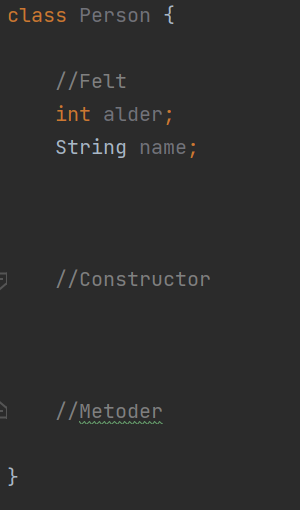 class Person {
//Felt
int alder;
String name;
//Constructor
//Metoder
}